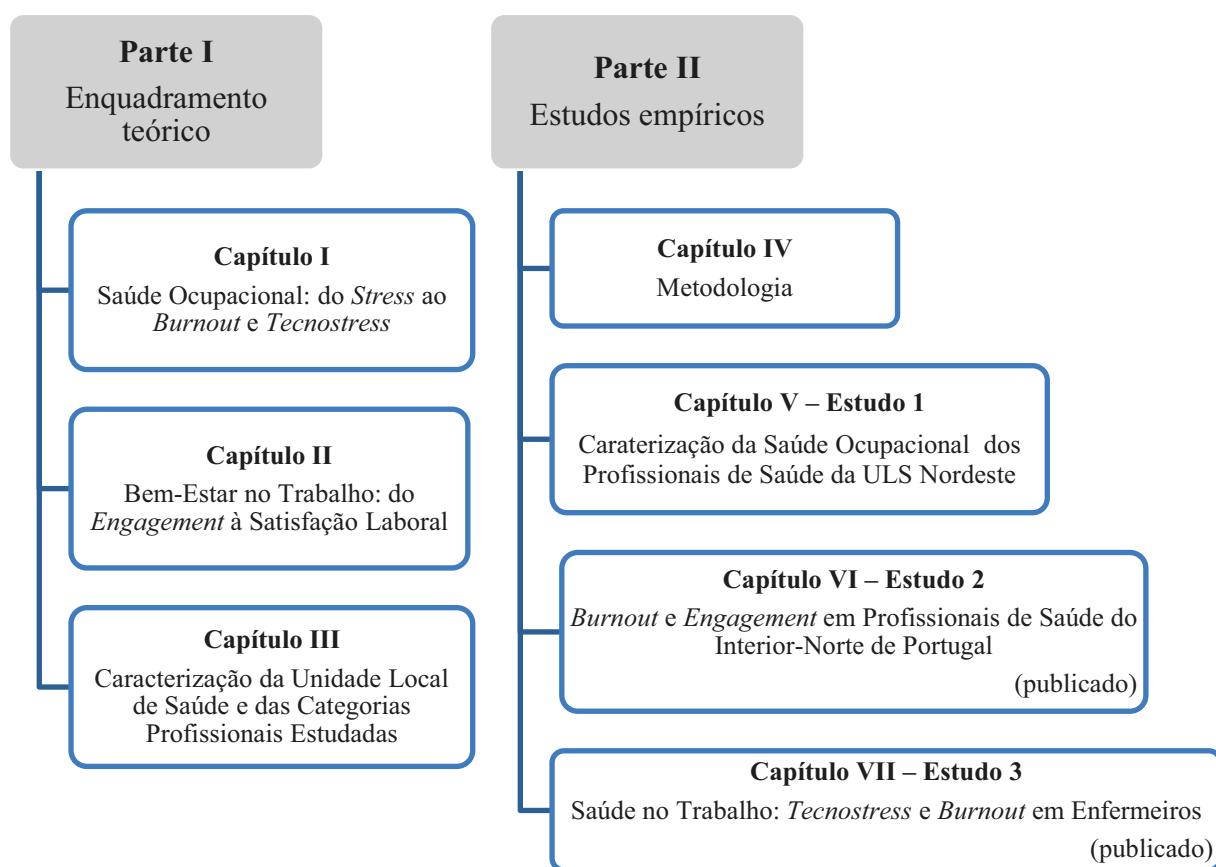 Parte I
Enquadramento
teórico
Capítulo I
Saúde Ocupacional: do Stress ao
Burnout e Tecnostress
Capítulo II
Bem-Estar no Trabalho: do
Engagement à Satisfação Laboral
Capítulo III
Caracterização da Unidade Local
de Saúde e das Categorias
Profissionais Estudadas
Parte II
Estudos empíricos
Capítulo IV
Metodologia
Capítulo V – Estudo 1
Caraterização da Saúde Ocupacional dos
Profissionais de Saúde da ULS Nordeste
Capítulo VI – Estudo 2
Burnout e Engagement em Profissionais de Saúde do
Interior-Norte de Portugal
(publicado)
Capítulo VII – Estudo 3
Saúde no Trabalho: Tecnostress e Burnout em Enfermeiros
(publicado)